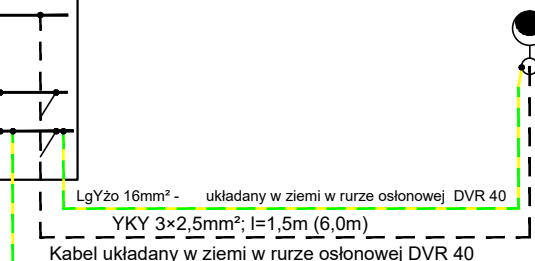 LgYżo 16mm² - układany w ziemi w rurze osłonowej DVR 40
YKY 3×2,5mm²; l=1,5m (6,0m)
Kabel układany w ziemi w rurze osłonowej DVR 40